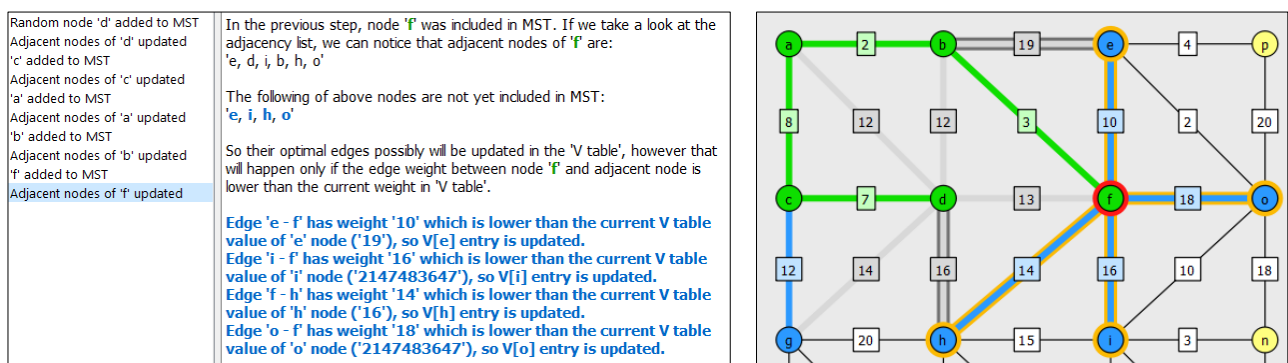 Random node 'd' added to MST
Adjacent nodes of 'd' updated
'c' added to MST
Adjacent nodes of 'c' updated
'a' added to MST
Adjacent nodes of 'a' updated
'b' added to MST
Adjacent nodes of 'b' updated
'f' added to MST
Adjacent nodes of 'f' updated
In the previous step, node 'f' was included in MST. If we take a look at the
adjacency list, we can notice that adjacent nodes of 'f' are:
'e, d, i, b, h, o'
The following of above nodes are not yet included in MST:
'e, i, h, o'
So their optimal edges possibly will be updated in the 'V table', however that
will happen only if the edge weight between node 'f' and adjacent node is
lower than the current weight in 'V table'.
Edge 'e - f' has weight '10' which is lower than the current V table
value of 'e' node ('19'), so V[e] entry is updated.
Edge 'i - f' has weight '16' which is lower than the current V table
value of 'i' node ('2147483647'), so V[i] entry is updated.
Edge 'f - h' has weight '14' which is lower than the current V table
value of 'h' node ('16'), so V[h] entry is updated.
Edge 'o - f' has weight '18' which is lower than the current V table
value of 'o' node ('2147483647'), so V[o] entry is updated.
a 2 b 19 e 4 p
8 12 12 3 10 2 20
c 7 d 13 f 18 o
12 14 16 14 16 10 18
g 20 h 15 i 3 n